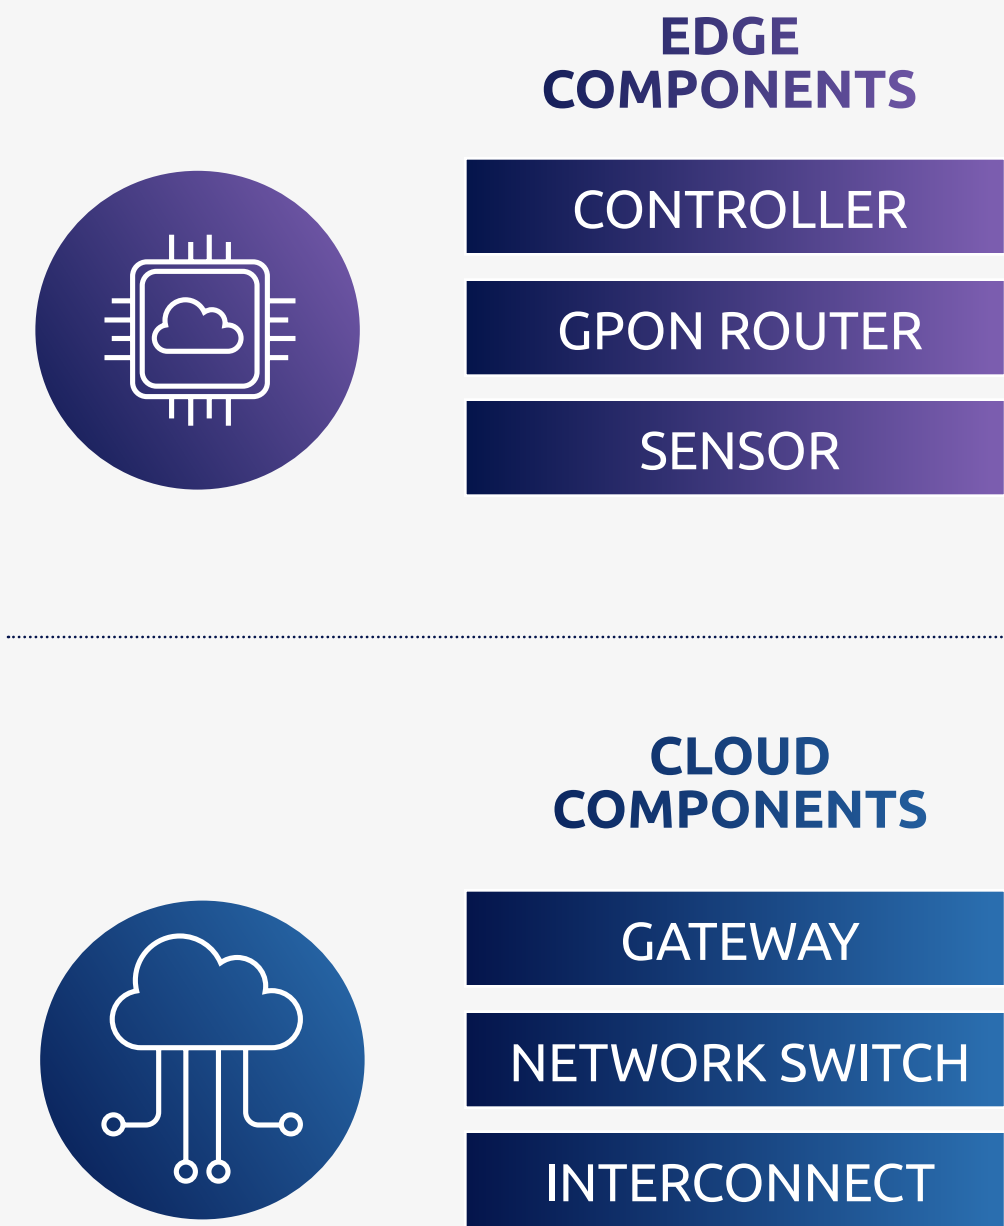 EDGE
COMPONENTS
CONTROLLER
GPON ROUTER
SENSOR
CLOUD
COMPONENTS
GATEWAY
NETWORK SWITCH
INTERCONNECT